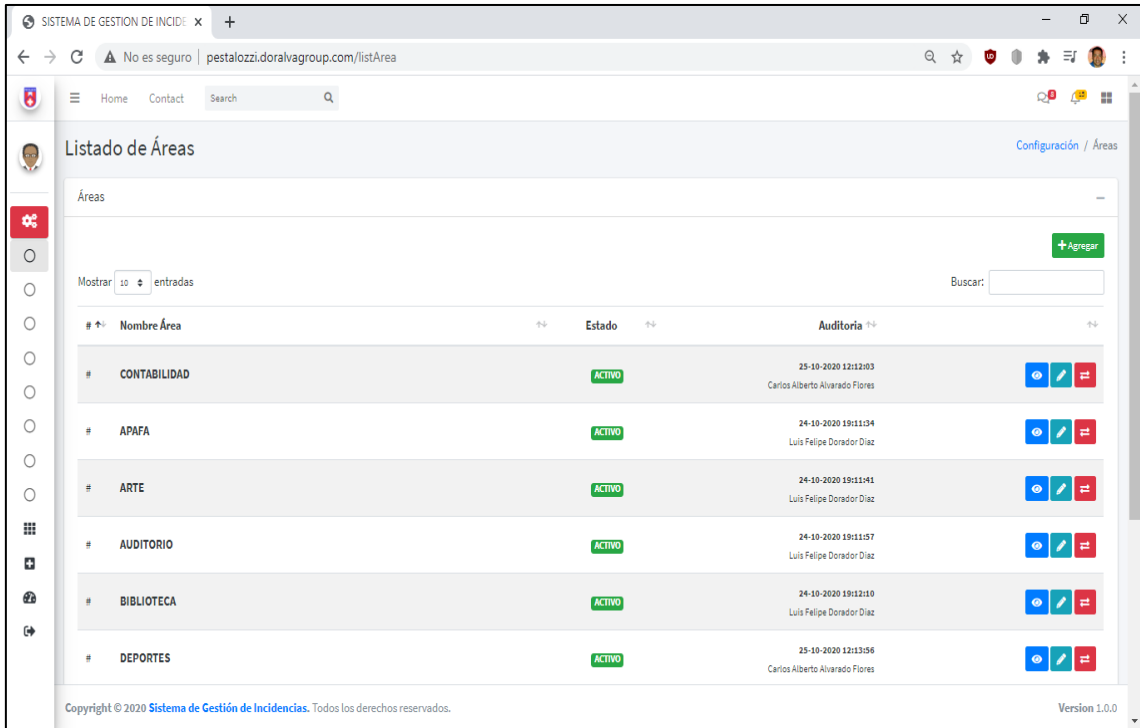 SISTEMA DE GESTION DE INCIDE
No es seguro | pestalozzi.doralvagroup.com/listArea
Home Contact Search
Listado de Áreas
Configuración / Áreas
Áreas
Agregar
Mostrar 10 entradas
Buscar:
# Nombre Área Estado Auditoria
# CONTABILIDAD ACTIVO 25-10-2020 12:12:03
Carlos Alberto Alvarado Flores
# APAFA ACTIVO 24-10-2020 19:11:34
Luis Felipe Dorador Diaz
# ARTE ACTIVO 24-10-2020 19:11:41
Luis Felipe Dorador Diaz
# AUDITORIO ACTIVO 24-10-2020 19:11:57
Luis Felipe Dorador Diaz
# BIBLIOTECA ACTIVO 24-10-2020 19:12:10
Luis Felipe Dorador Diaz
# DEPORTES ACTIVO 25-10-2020 12:13:56
Carlos Alberto Alvarado Flores
Copyright © 2020 Sistema de Gestión de Incidencias. Todos los derechos reservados.
Version 1.0.0